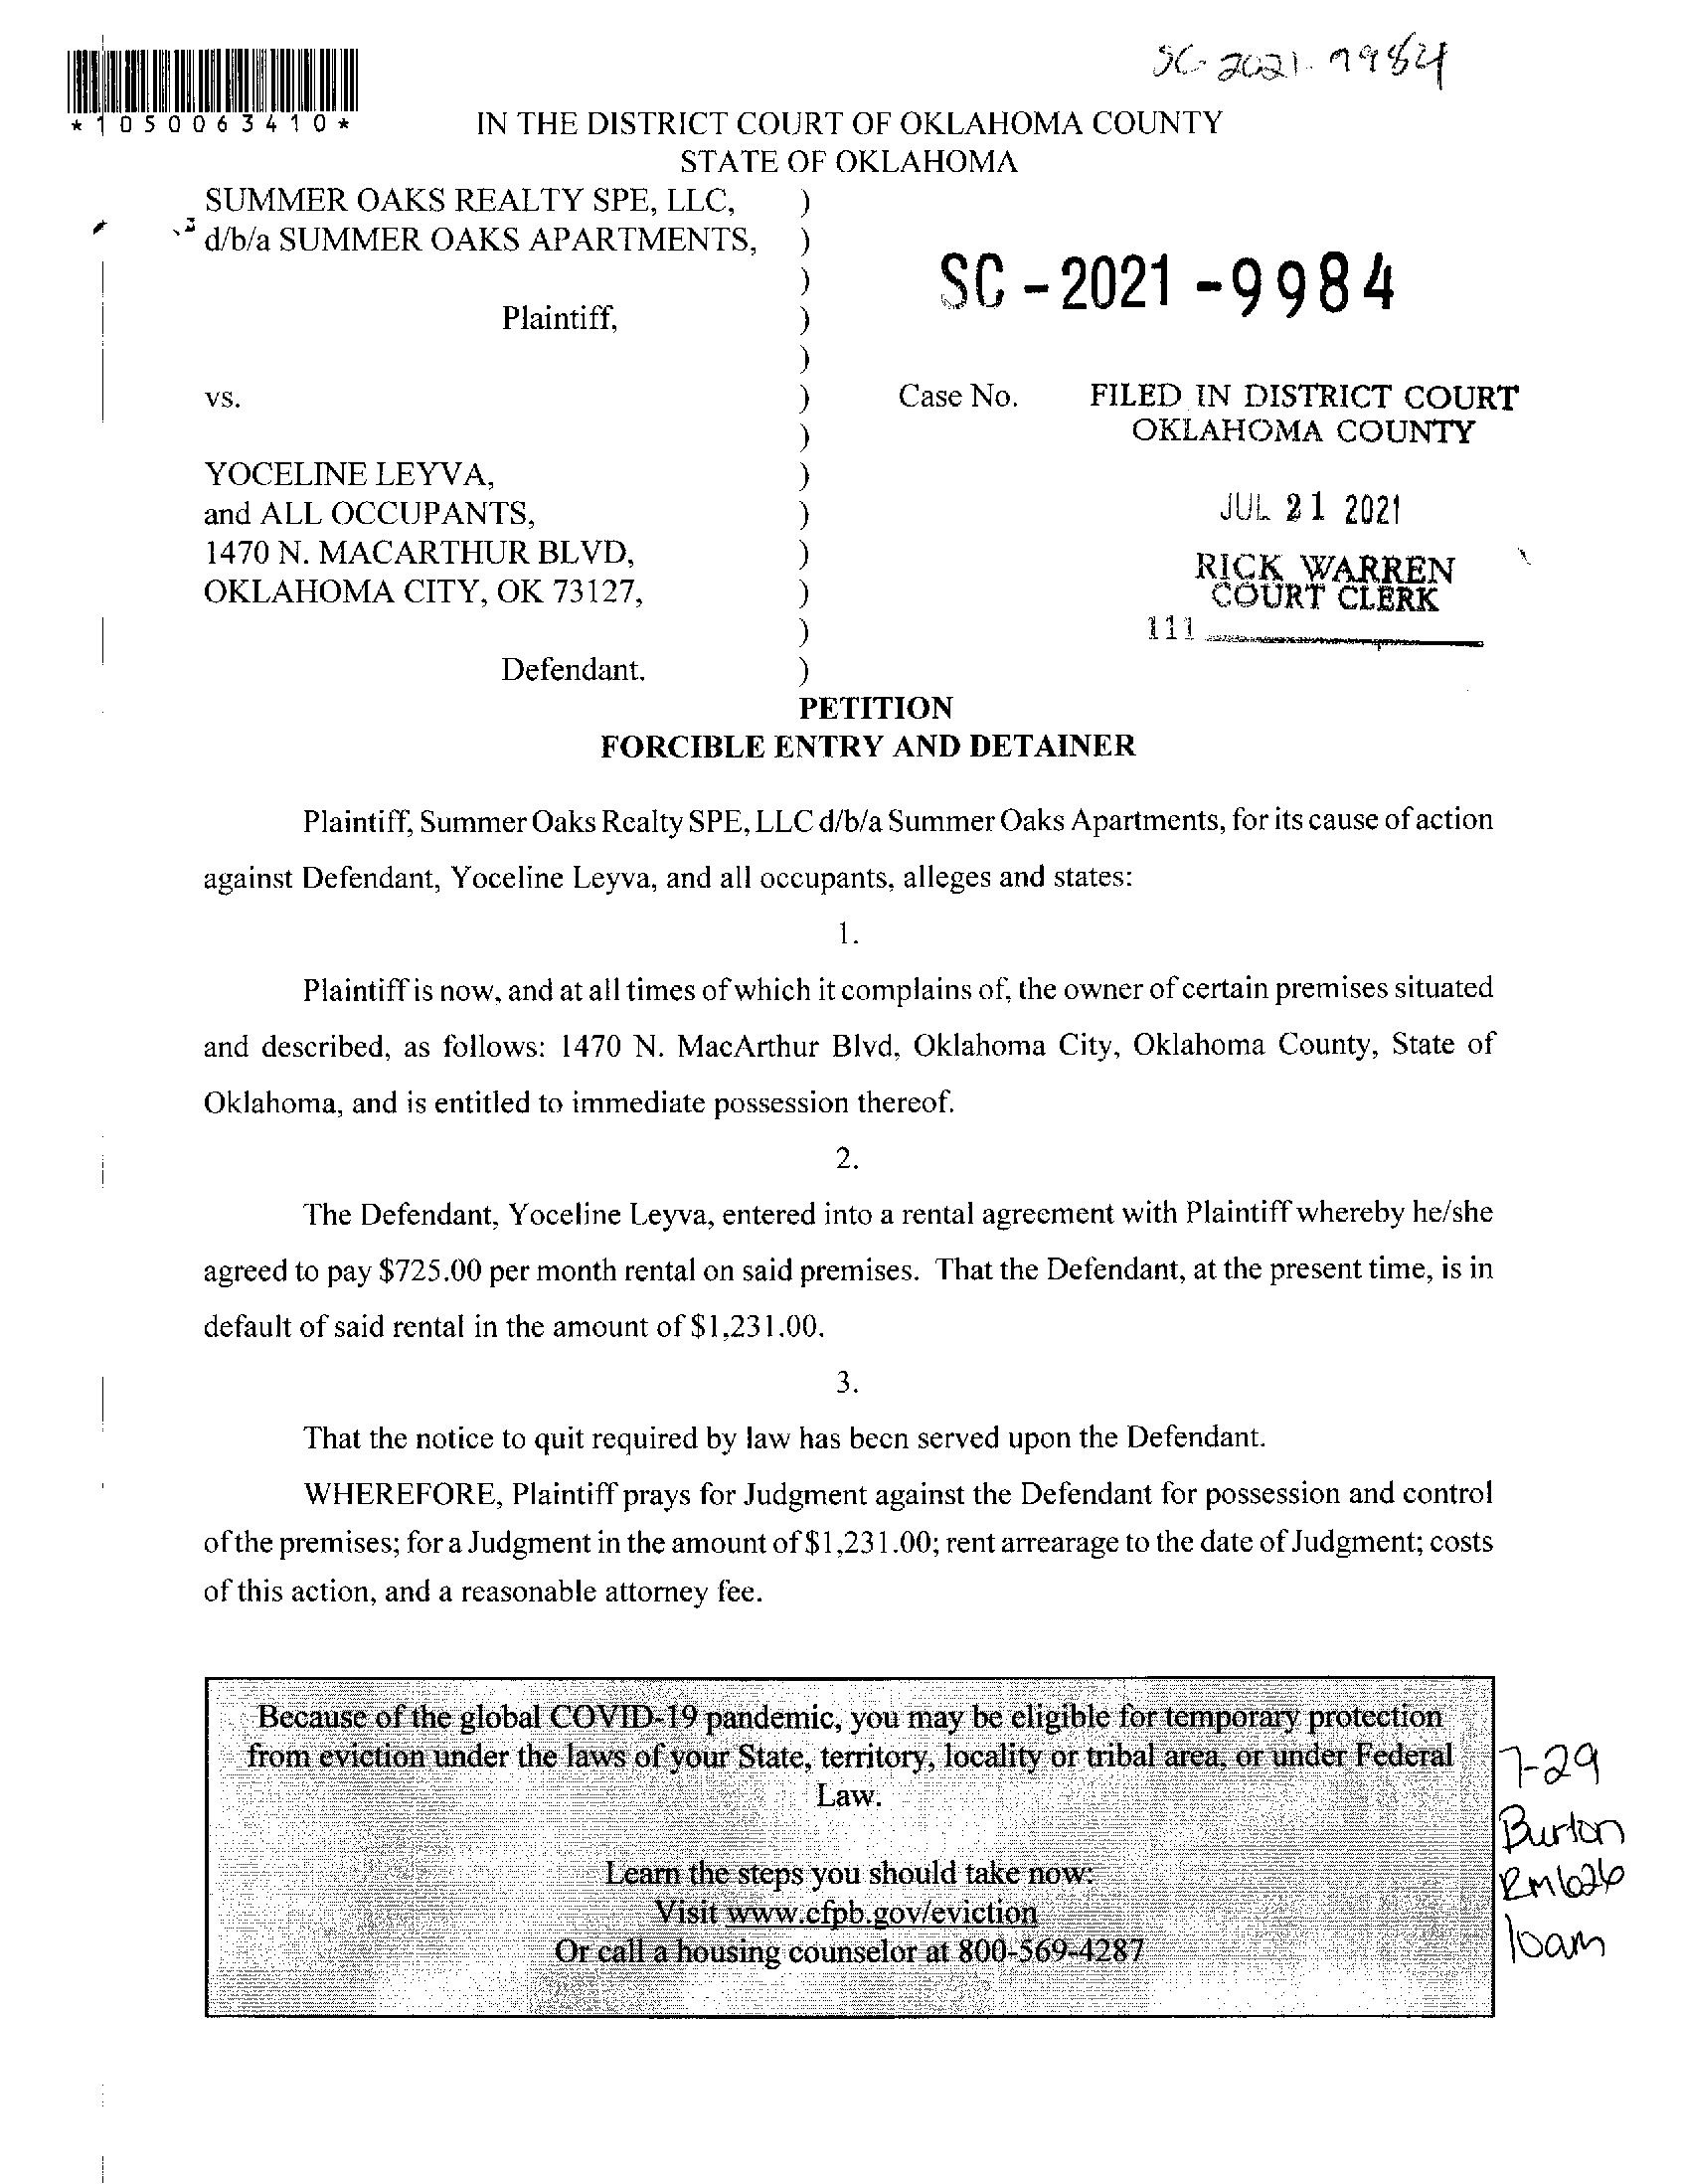 SC-2021-9984
*1050063410*
IN THE DISTRICT COURT OF OKLAHOMA COUNTY
STATE OF OKLAHOMA
SUMMER OAKS REALTY SPE, LLC, )
d/b/a SUMMER OAKS APARTMENTS, )
)
SC-2021-9984
Plaintiff, )
)
vs. ) Case No. FILED IN DISTRICT COURT
) OKLAHOMA COUNTY
YOCELINE LEYVA, )
and ALL OCCUPANTS, ) JUL 21 2021
1470 N. MACARTHUR BLVD, ) RICK WARREN
OKLAHOMA CITY, OK 73127, ) COURT CLERK
) 111
Defendant. )
PETITION
FORCIBLE ENTRY AND DETAINER
Plaintiff, Summer Oaks Realty SPE, LLC d/b/a Summer Oaks Apartments, for its cause of action
against Defendant, Yoceline Leyva, and all occupants, alleges and states:
1.
Plaintiff is now, and at all times of which it complains of, the owner of certain premises situated
and described, as follows: 1470 N. MacArthur Blvd, Oklahoma City, Oklahoma County, State of
Oklahoma, and is entitled to immediate possession thereof.
2.
The Defendant, Yoceline Leyva, entered into a rental agreement with Plaintiff whereby he/she
agreed to pay $725.00 per month rental on said premises. That the Defendant, at the present time, is in
default of said rental in the amount of $1,231.00.
3.
That the notice to quit required by law has been served upon the Defendant.
WHEREFORE, Plaintiff prays for Judgment against the Defendant for possession and control
of the premises; for a Judgment in the amount of $1,231.00; rent arrearage to the date of Judgment; costs
of this action, and a reasonable attorney fee.
Because of the global COVID-19 pandemic, you may be eligible for temporary protection
from eviction under the laws of your State, territory, locality or tribal area, or under Federal
Law.
Learn the steps you should take now:
Visit www.cfpb.gov/eviction
Or call a housing counselor at 800-569-4287
7-29
Burton
Rm 626
10am